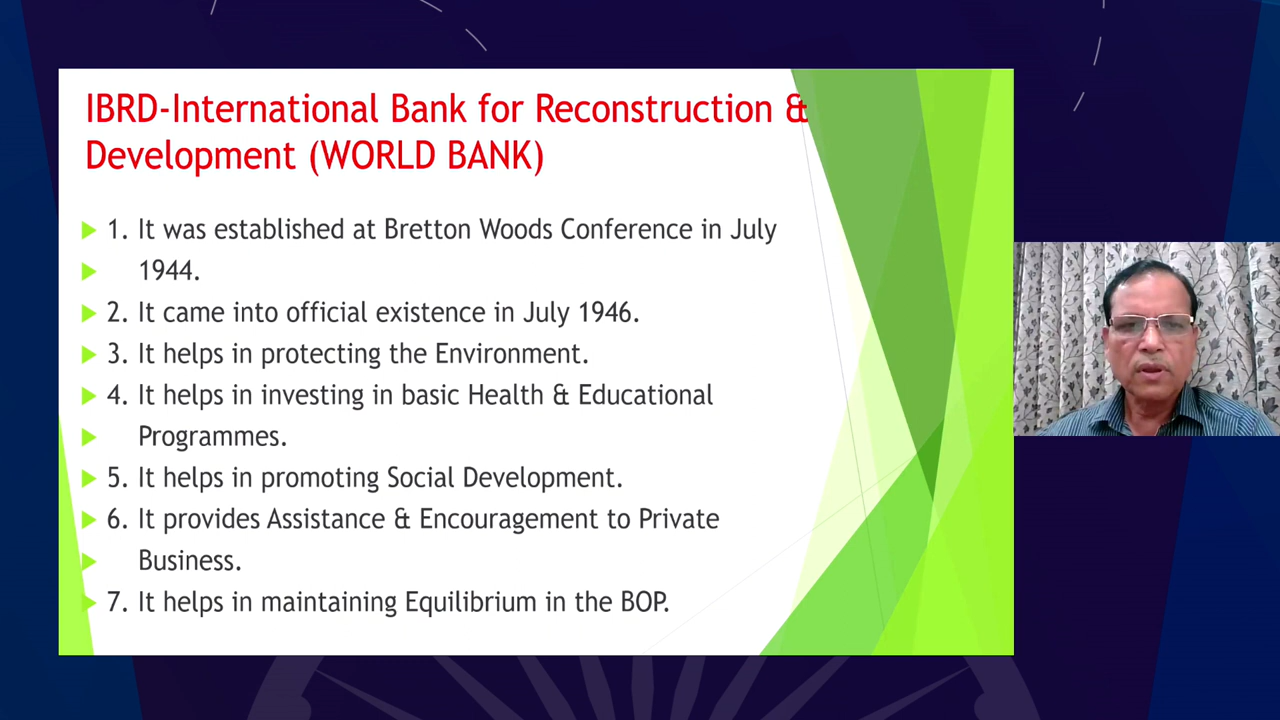 IBRD-International Bank for Reconstruction &
Development (WORLD BANK)
1. It was established at Bretton Woods Conference in July
1944.
2. It came into official existence in July 1946.
3. It helps in protecting the Environment.
4. It helps in investing in basic Health & Educational
Programmes.
5. It helps in promoting Social Development.
6. It provides Assistance & Encouragement to Private
Business.
7. It helps in maintaining Equilibrium in the BOP.